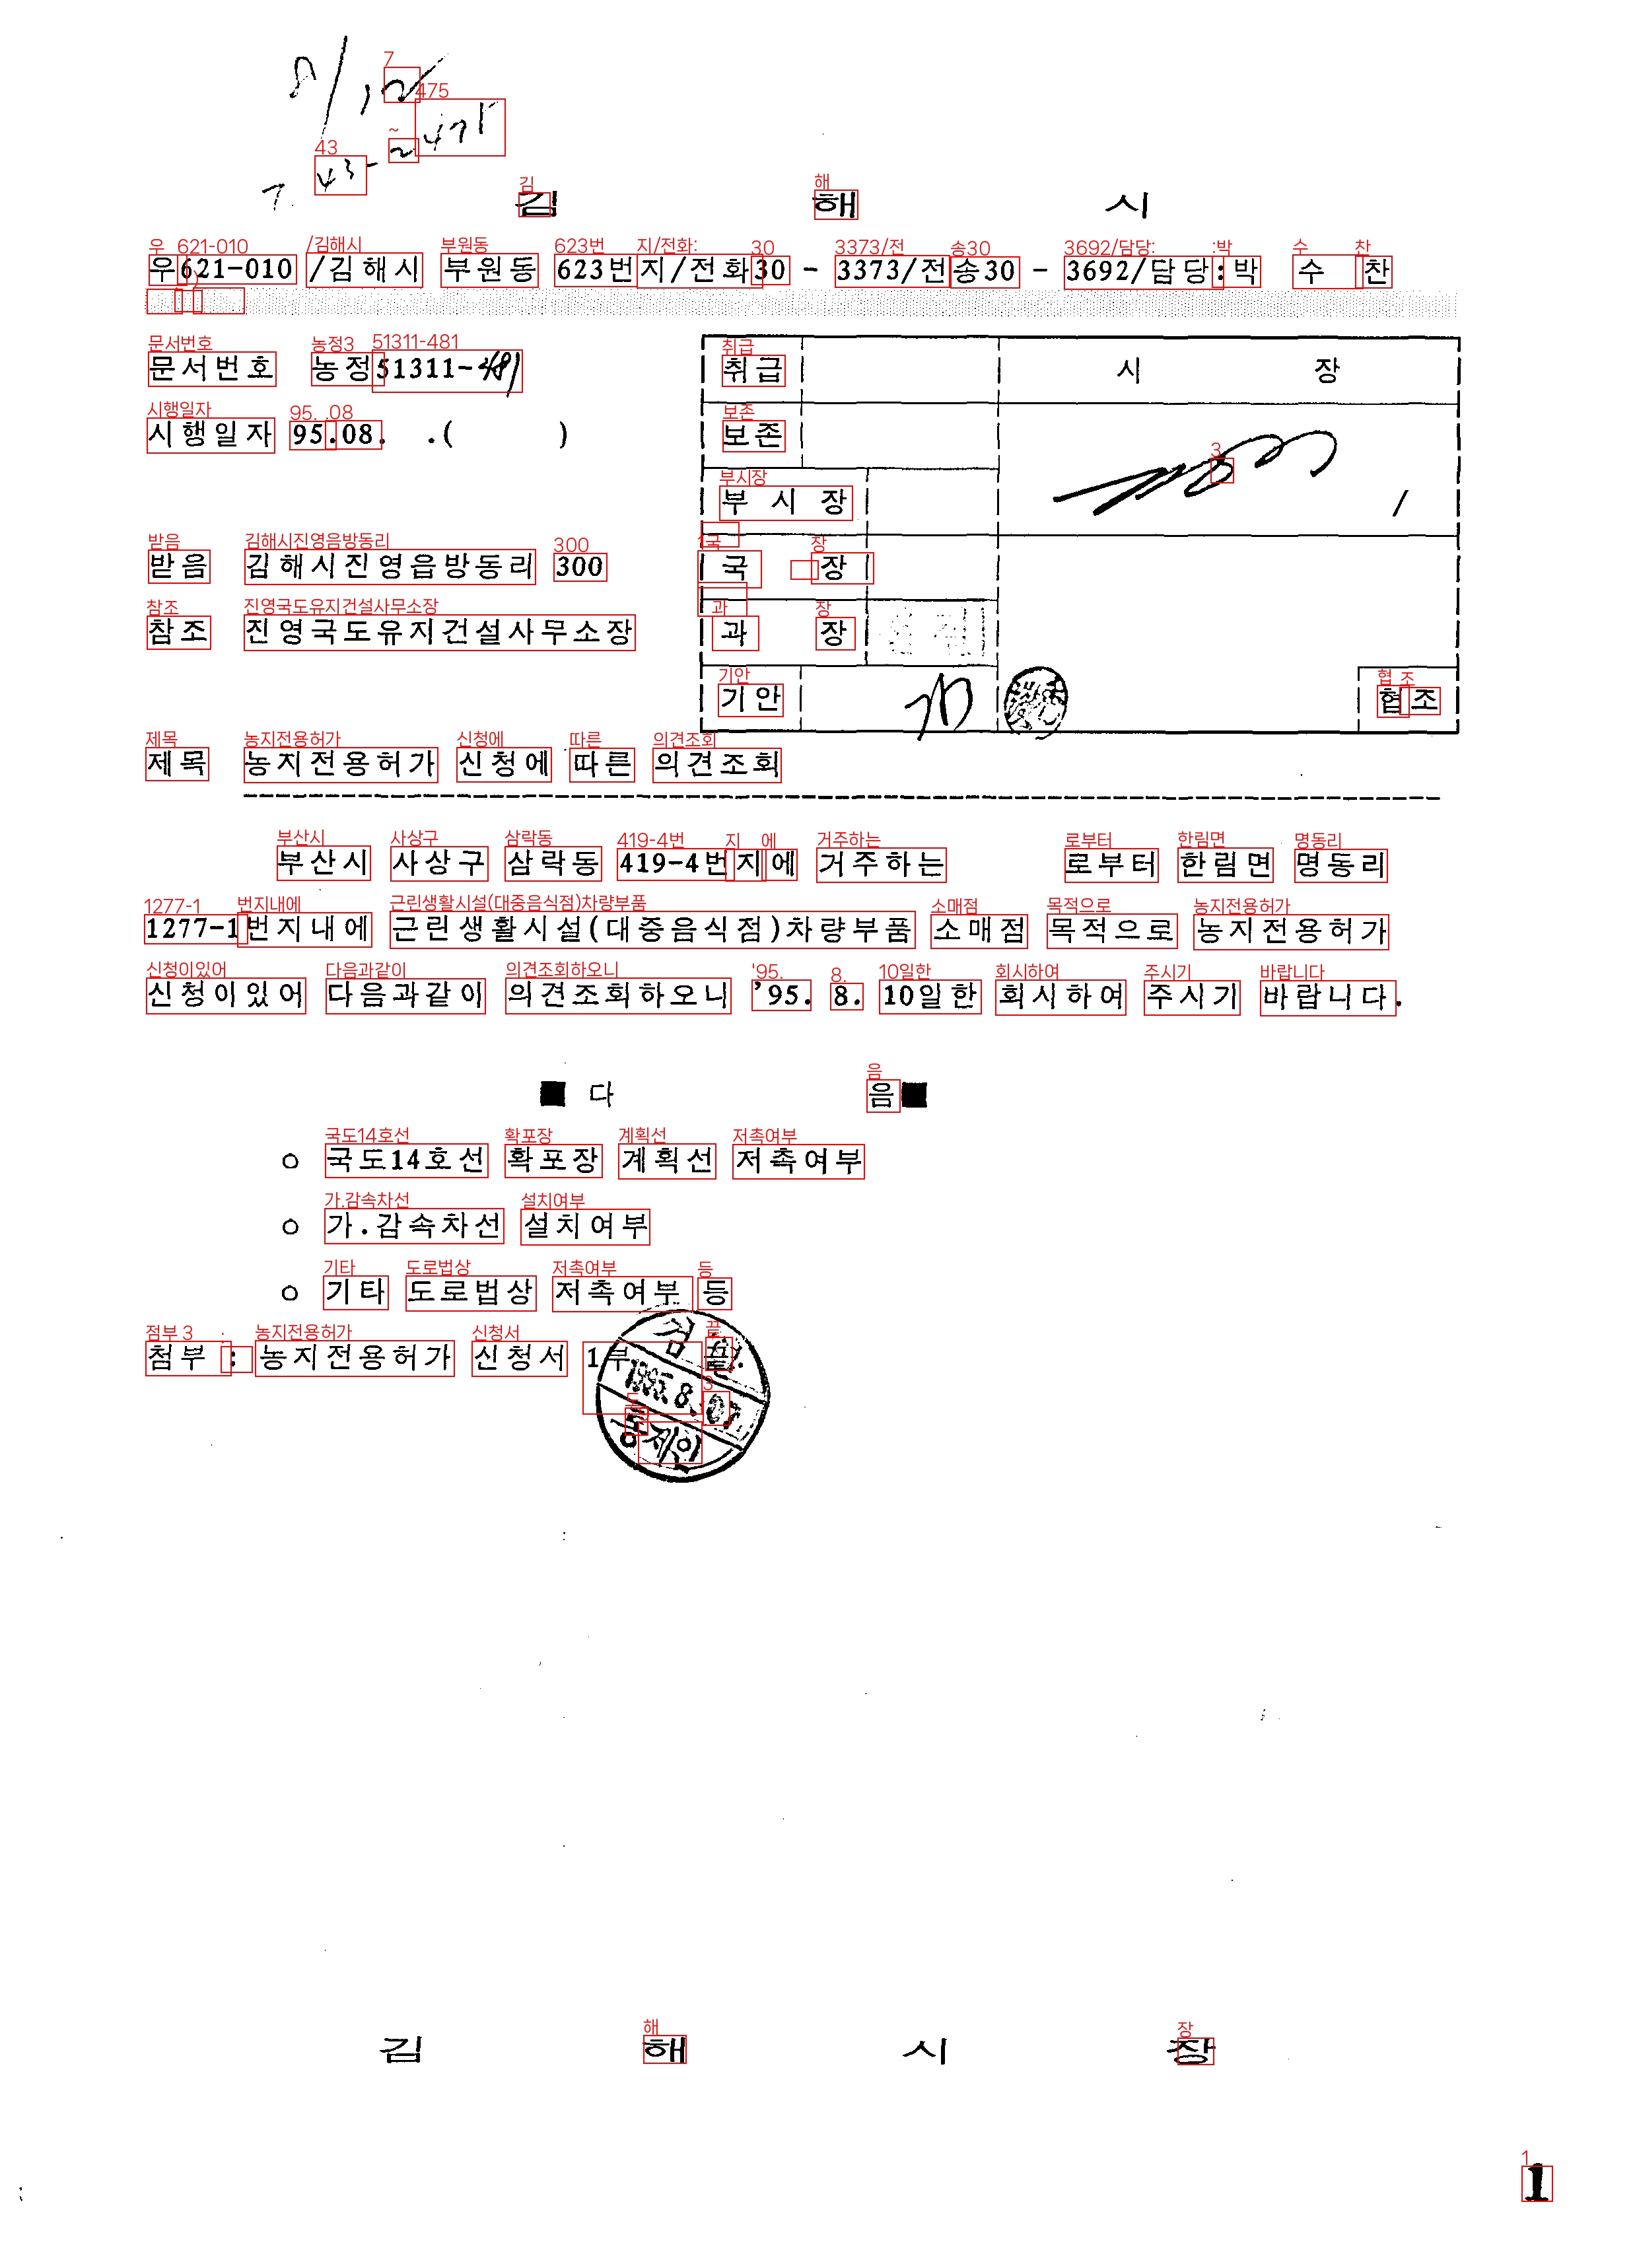 김 해 시
우621-010 /김해시 부원동 623번지/전화30 - 3373/전송30 - 3692/담당:박 수 찬
문서번호 농정51311-481
시행일자 95.08. .( )
받음 김해시진영읍방동리 300
참조 진영국도유지건설사무소장
취급 시 장
보존
부 시 장
국 장
과 장
기안 협조
제목 농지전용허가 신청에 따른 의견조회
부산시 사상구 삼락동 419-4번지에 거주하는 로부터 한림면 명동리
1277-1번지내에 근린생활시설(대중음식점)차량부품 소매점 목적으로 농지전용허가
신청이있어 다음과같이 의견조회하오니 '95. 8. 10일한 회시하여 주시기 바랍니다.
■ 다 음■
o 국도14호선 확포장 계획선 저촉여부
o 가.감속차선 설치여부
o 기타 도로법상 저촉여부 등
첨부 : 농지전용허가 신청서 1부 끝.
1995. 8. 07
김 해 시 장
1